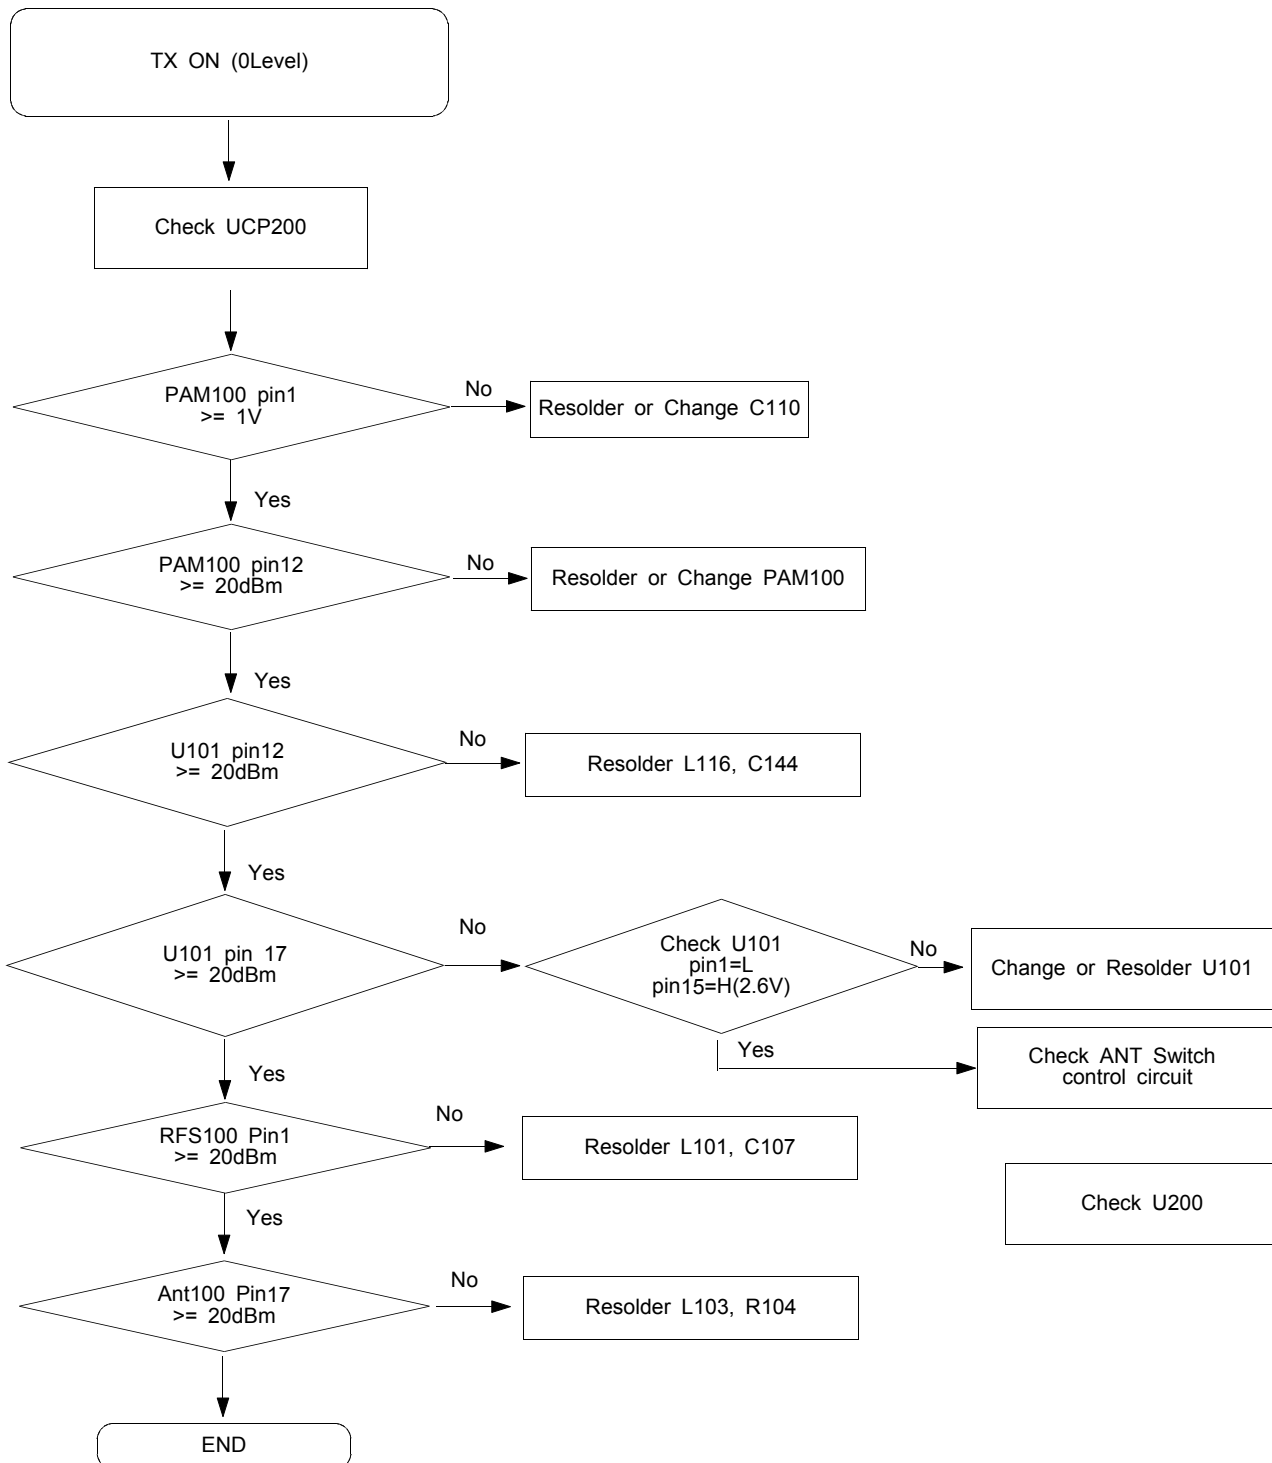 TX ON (0Level)
Check UCP200
PAM100 pin1
>= 1V
No
Resolder or Change C110
Yes
PAM100 pin12
>= 20dBm
No
Resolder or Change PAM100
Yes
U101 pin12
>= 20dBm
No
Resolder L116, C144
Yes
U101 pin 17
>= 20dBm
No
Check U101
pin1=L
pin15=H(2.6V)
No
Change or Resolder U101
Yes
Check ANT Switch
control circuit
Yes
RFS100 Pin1
>= 20dBm
No
Resolder L101, C107
Check U200
Yes
Ant100 Pin17
>= 20dBm
No
Resolder L103, R104
END